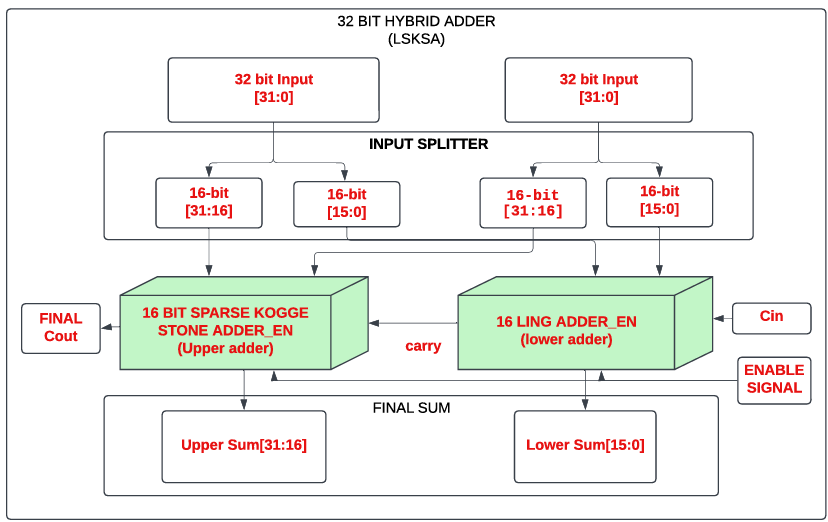 32 BIT HYBRID ADDER
(LSKSA)
32 bit Input
[31:0]
32 bit Input
[31:0]
INPUT SPLITTER
16-bit
[31:16]
16-bit
[15:0]
16-bit
[31:16]
16-bit
[15:0]
16 BIT SPARSE KOGGE
STONE ADDER_EN
(Upper adder)
16 LING ADDER_EN
(lower adder)
FINAL
Cout
carry
Cin
ENABLE
SIGNAL
FINAL SUM
Upper Sum[31:16]
Lower Sum[15:0]